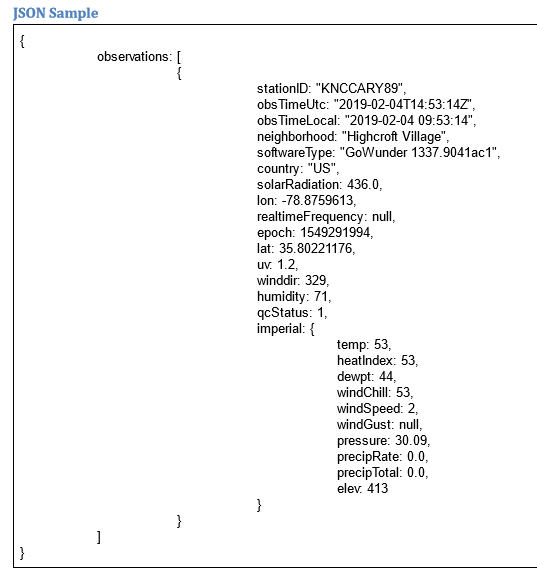 JSON Sample
{
observations: [
{
stationID: "KNCCARY89",
obsTimeUtc: "2019-02-04T14:53:14Z",
obsTimeLocal: "2019-02-04 09:53:14",
neighborhood: "Highcroft Village",
softwareType: "GoWunder 1337.9041ac1",
country: "US",
solarRadiation: 436.0,
lon: -78.8759613,
realtimeFrequency: null,
epoch: 1549291994,
lat: 35.80221176,
uv: 1.2,
winddir: 329,
humidity: 71,
qcStatus: 1,
imperial: {
temp: 53,
heatIndex: 53,
dewpt: 44,
windChill: 53,
windSpeed: 2,
windGust: null,
pressure: 30.09,
precipRate: 0.0,
precipTotal: 0.0,
elev: 413
}
}
]
}